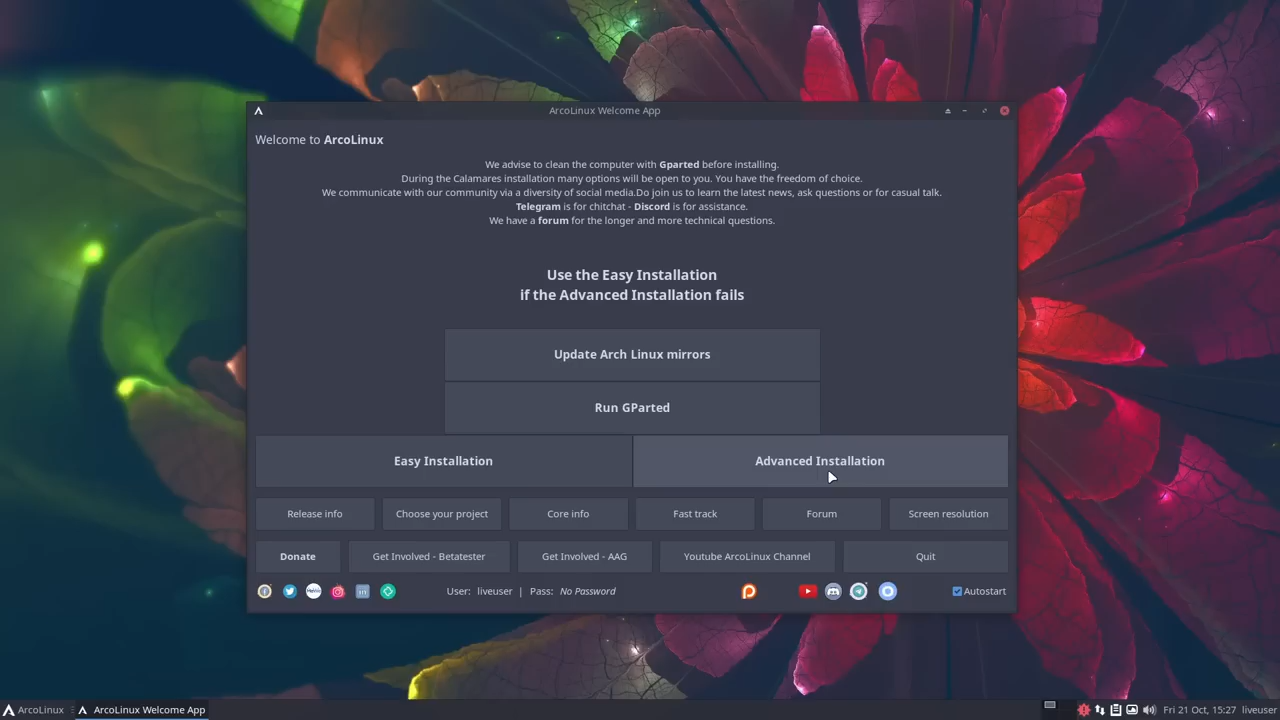 ArcoLinux Welcome App
Welcome to ArcoLinux
We advise to clean the computer with Gparted before installing.
During the Calamares installation many options will be open to you. You have the freedom of choice.
We communicate with our community via a diversity of social media.Do join us to learn the latest news, ask questions or for casual talk.
Telegram is for chitchat - Discord is for assistance.
We have a forum for the longer and more technical questions.
Use the Easy Installation
if the Advanced Installation fails
Update Arch Linux mirrors
Run GParted
Easy Installation
Advanced Installation
Release info
Choose your project
Core info
Fast track
Forum
Screen resolution
Donate
Get Involved - Betatester
Get Involved - AAG
Youtube ArcoLinux Channel
Quit
User: liveuser | Pass: No Password
Autostart
ArcoLinux
ArcoLinux Welcome App
Fri 21 Oct, 15:27 liveuser